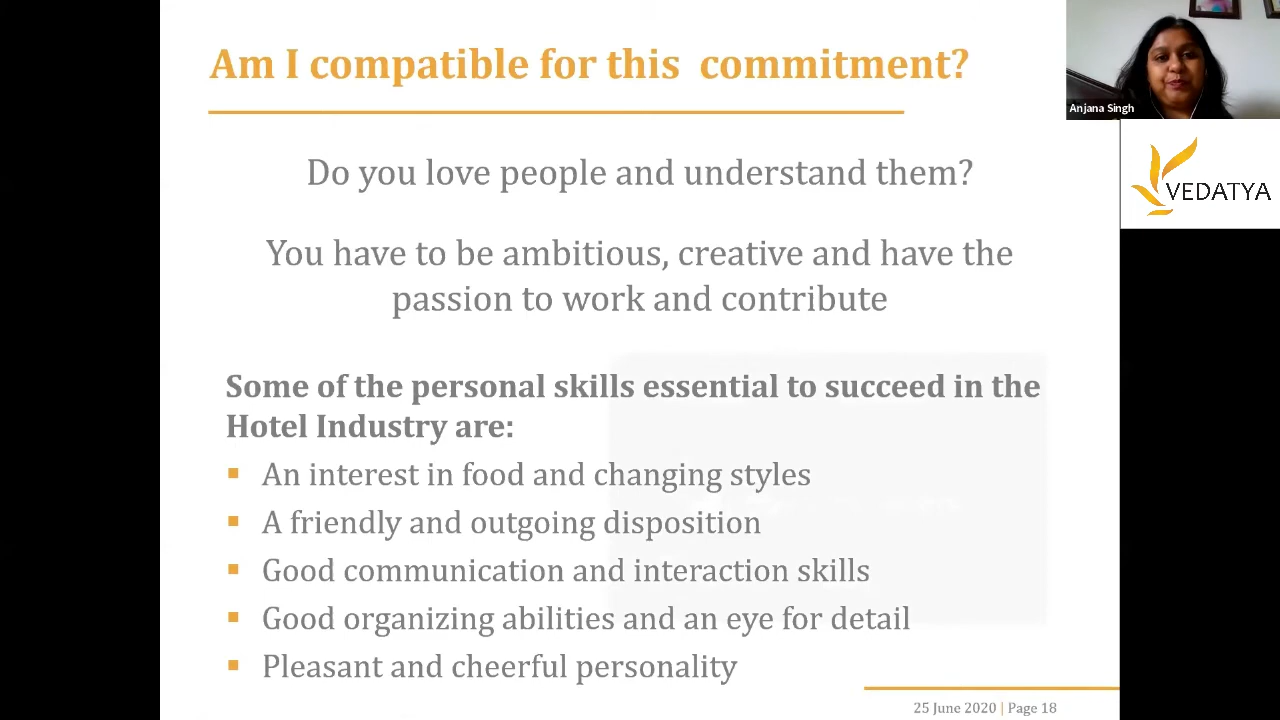 Am I compatible for this commitment?
Anjana Singh
VEDATYA
Do you love people and understand them?
You have to be ambitious, creative and have the
passion to work and contribute
Some of the personal skills essential to succeed in the
Hotel Industry are:
▪ An interest in food and changing styles
▪ A friendly and outgoing disposition
▪ Good communication and interaction skills
▪ Good organizing abilities and an eye for detail
▪ Pleasant and cheerful personality
25 June 2020 | Page 18